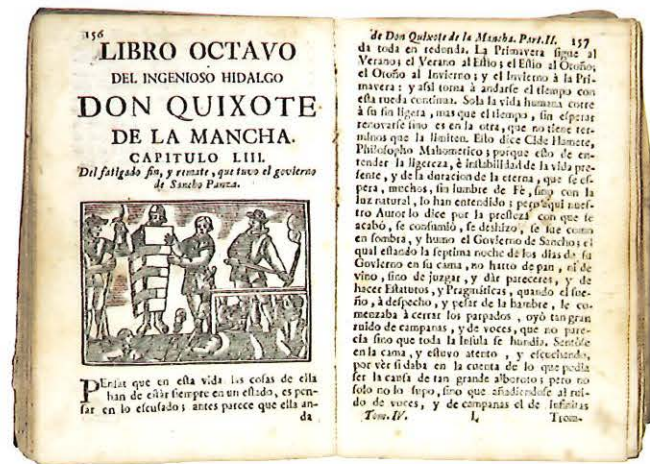 156
LIBRO OCTAVO
DEL INGENIOSO HIDALGO
DON QUIXOTE
DE LA MANCHA.
CAPITULO LIII.
Del fatigado fin, y remate, que tuvo el govierno
de Sancho Panza.
PEnsar que en esta vida las cosas de ella
han de estàr siempre en un estado, es pen-
sar en lo escusado; antes parece que ella an-
da
de Don Quixote de la Mancha. Part.II. 157
da toda en redonda. La Primavera sigue al
Verano; el Verano al Estio; el Estio al Otoño;
el Otoño al Invierno; y el Invierno à la Pri-
mavera: y assi torna à andarse el tiempo con
esta rueda continua. Sola la vida humana corre
à su fin ligera, mas que el tiempo, sin esperar
renovarse sino es en la otra, que no tiene ter-
minos que la limiten. Esto dice Cide Hamete,
Philosopho Mahometico; porque esto de en-
tender la ligereza, è instabilidad de la vida pre-
sente, y de la duracion de la eterna, que se es-
pera, muchos, sin lumbre de Fè, sino con la
luz natural, lo han entendido; pero aqui nues-
tro Autor lo dice por la presteza con que se
acabò, se consumiò, se deshizo, se fue como
en sombra, y humo el Govierno de Sancho; el
qual estando la septima noche de los dias de su
Govierno en su cama, no harto de pan, ni de
vino, sino de juzgar, y dàr pareceres, y de
hacer Estatutos, y Pragmaticas, quando el sue-
ño, à despecho, y pesar de la hambre, le co-
menzaba à cerrar los parpados, oyò tan gran
ruido de campanas, y de voces, que no pare-
cia sino que toda la Insula se hundia. Sentòse
en la cama, y estuvo atento, y escuchando,
por vèr si daba en la cuenta de lo que podia
ser la causa de tan grande alboroto; pero no
solo no lo supo, sino que añadiendose al rui-
do de voces, y de campanas el de infinitas
Tom. IV. L Trom-